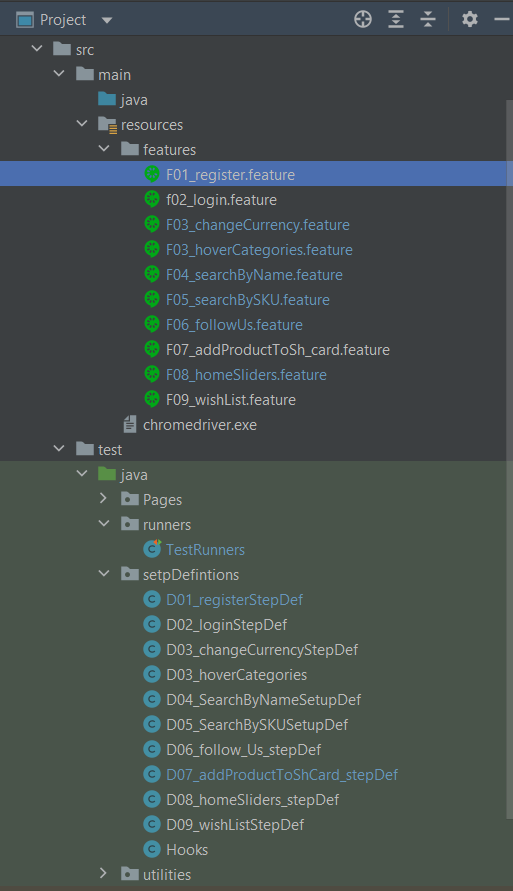 Project
src
main
java
resources
features
F01_register.feature
f02_login.feature
F03_changeCurrency.feature
F03_hoverCategories.feature
F04_searchByName.feature
F05_searchBySKU.feature
F06_followUs.feature
F07_addProductToSh_card.feature
F08_homeSliders.feature
F09_wishList.feature
chromedriver.exe
test
java
Pages
runners
TestRunners
setpDefintions
D01_registerStepDef
D02_loginStepDef
D03_changeCurrencyStepDef
D03_hoverCategories
D04_SearchByNameSetupDef
D05_SearchBySKUSetupDef
D06_follow_Us_stepDef
D07_addProductToShCard_stepDef
D08_homeSliders_stepDef
D09_wishListStepDef
Hooks
utilities